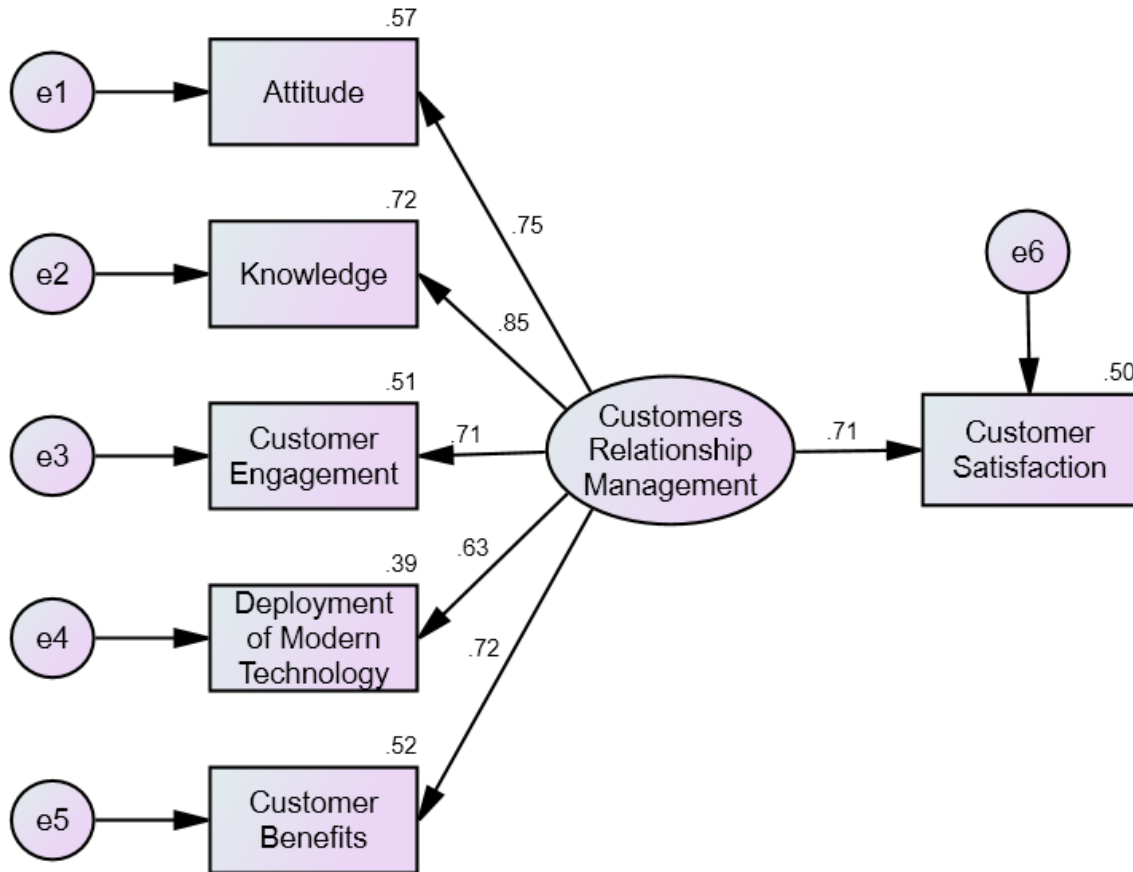 .57
e1
Attitude
.75
.72
e2
Knowledge
.85
e6
.51
.50
e3
Customer
Engagement
.71
Customers
Relationship
Management
.71
Customer
Satisfaction
.63
.39
e4
Deployment
of Modern
Technology
.72
.52
e5
Customer
Benefits